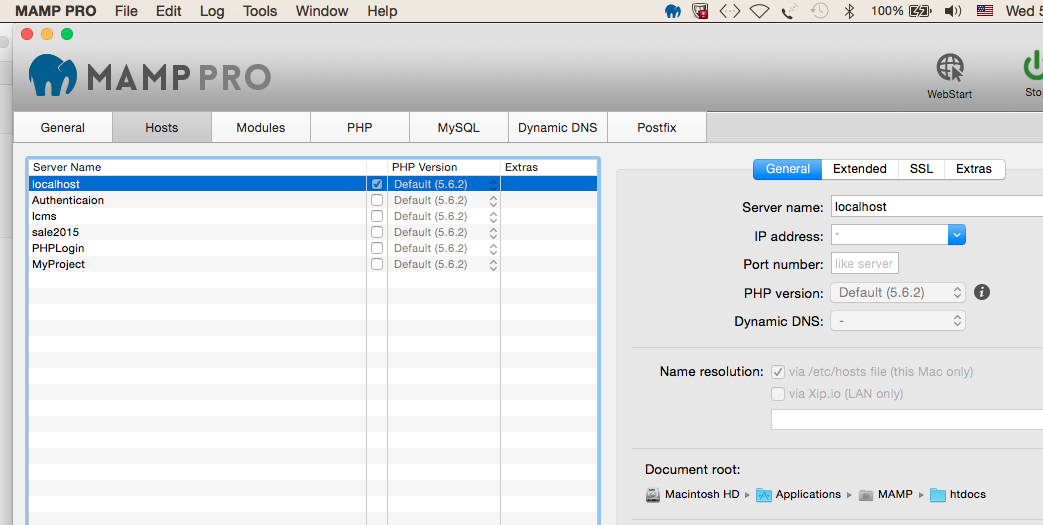 MAMP PRO File Edit Log Tools Window Help 100% Wed 5
MAMP PRO
WebStart
Stop
General Hosts Modules PHP MySQL Dynamic DNS Postfix
Server Name PHP Version Extras
localhost Default (5.6.2)
Authenticaion Default (5.6.2)
lcms Default (5.6.2)
sale2015 Default (5.6.2)
PHPLogin Default (5.6.2)
MyProject Default (5.6.2)
General Extended SSL Extras
Server name: localhost
IP address: -
Port number: like server
PHP version: Default (5.6.2)
Dynamic DNS: -
Name resolution: via /etc/hosts file (this Mac only)
via Xip.io (LAN only)
Document root:
Macintosh HD ▸ Applications ▸ MAMP ▸ htdocs